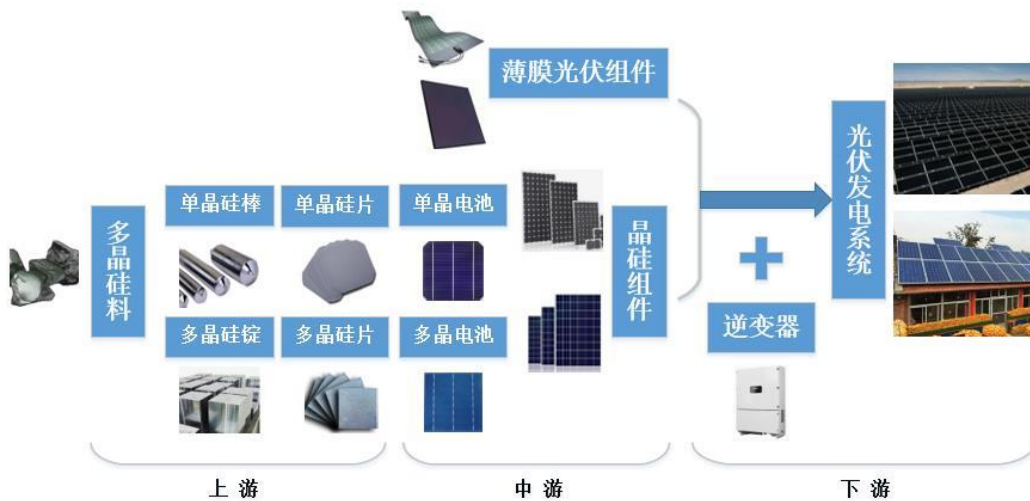 薄膜光伏组件
单晶硅棒
单晶硅片
单晶电池
多晶硅料
晶硅组件
光伏发电系统
多晶硅锭
多晶硅片
多晶电池
逆变器
上游
中游
下游